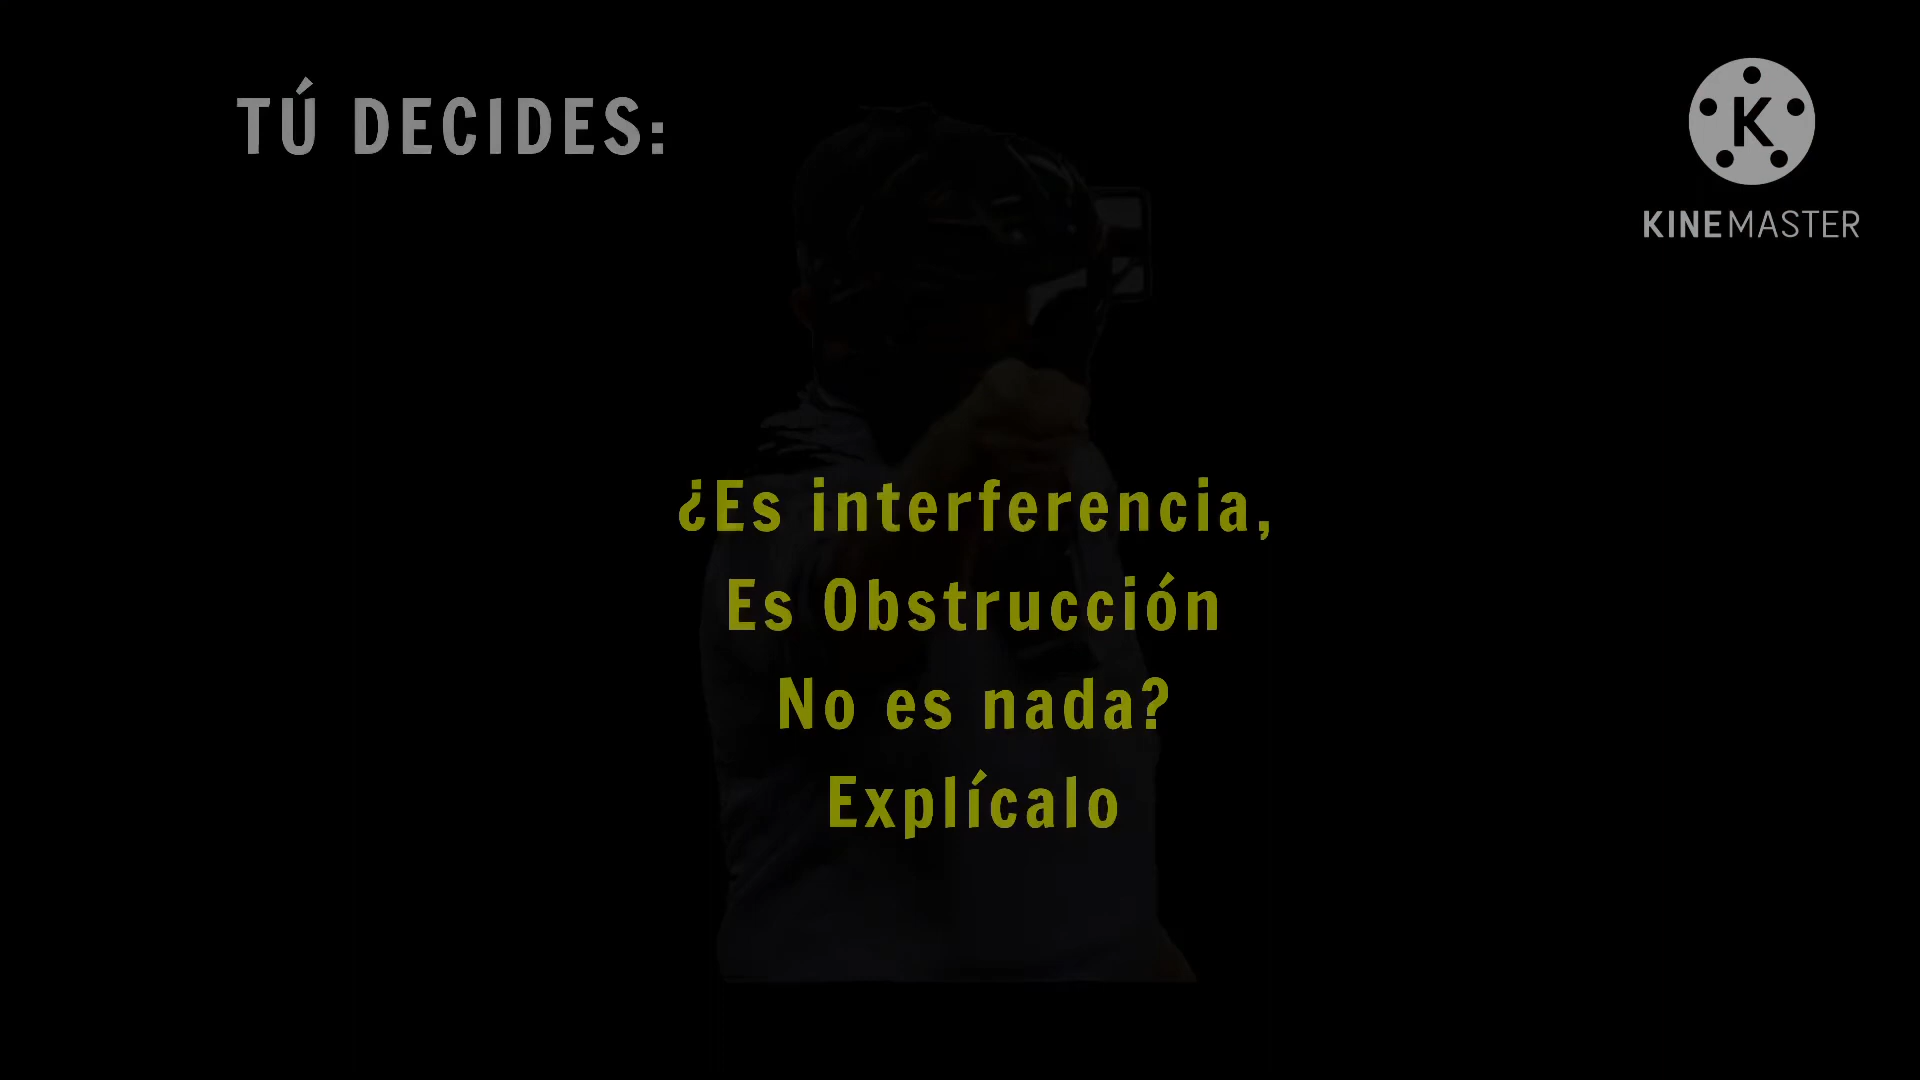 TÚ DECIDES:
K
KINEMASTER
¿Es interferencia,
Es Obstrucción
No es nada?
Explícalo